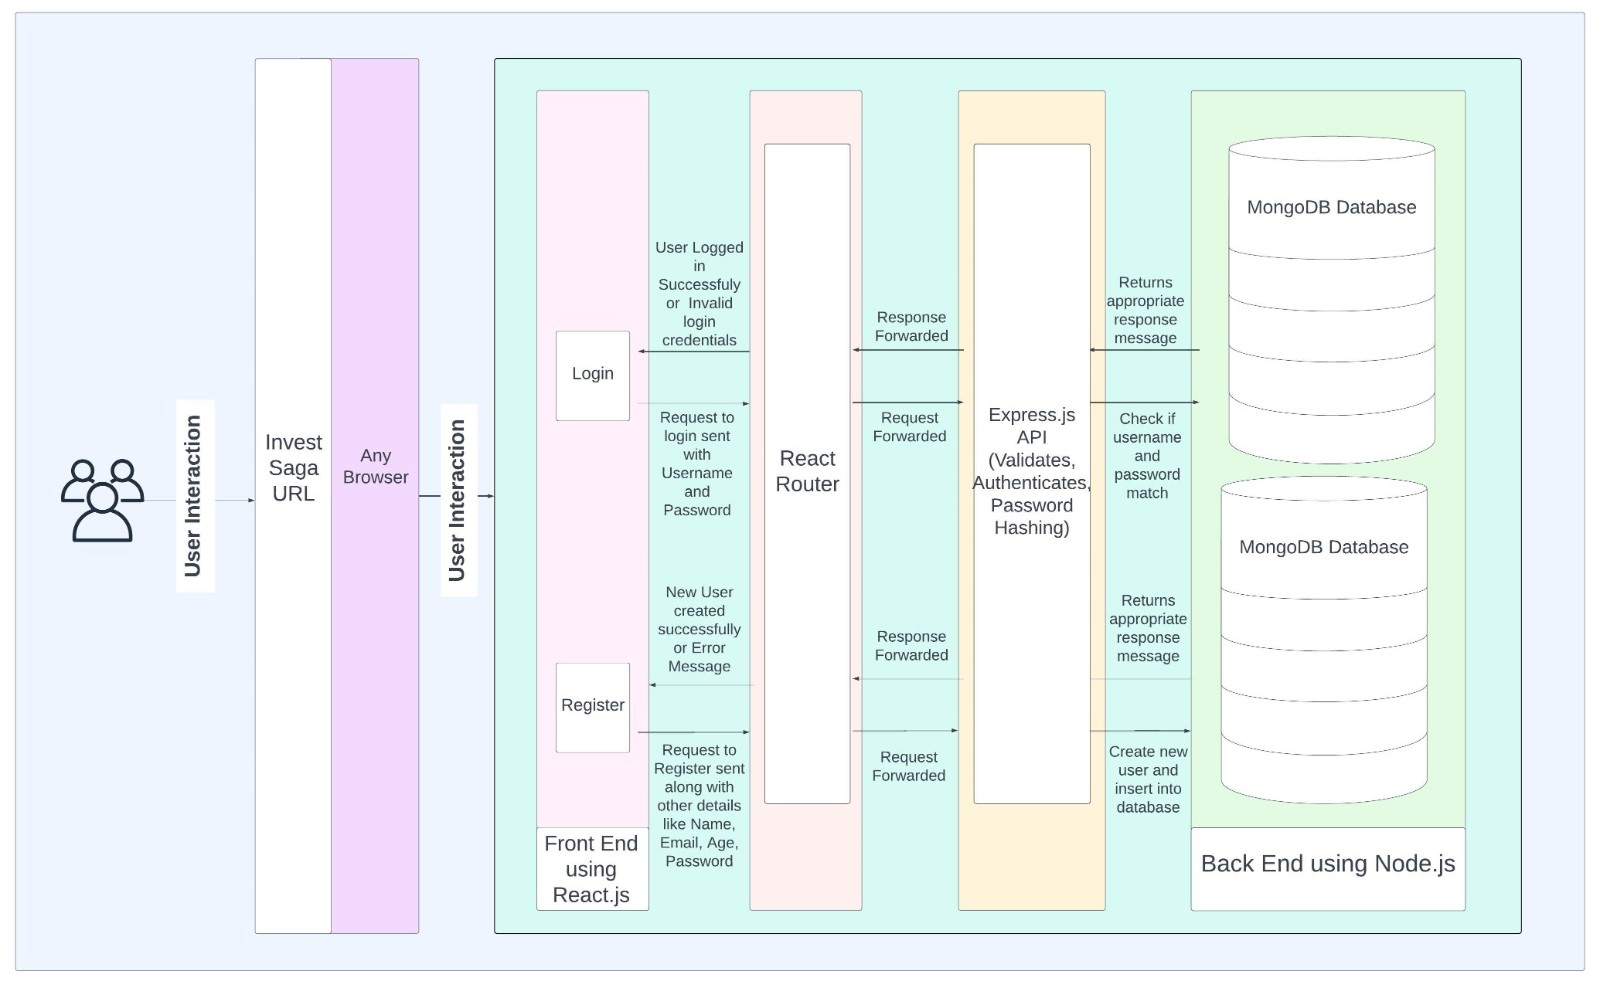 User Interaction
Invest
Saga
URL
Any
Browser
User Interaction
Login
Register
Front End
using
React.js
User Logged
in
Successfuly
or Invalid
login
credentials
Request to
login sent
with
Username
and
Password
New User
created
successfully
or Error
Message
Request to
Register sent
along with
other details
like Name,
Email, Age,
Password
React
Router
Response
Forwarded
Request
Forwarded
Response
Forwarded
Request
Forwarded
Express.js
API
(Validates,
Authenticates,
Password
Hashing)
Returns
appropriate
response
message
Check if
username
and
password
match
Returns
appropriate
response
message
Create new
user and
insert into
database
MongoDB Database
MongoDB Database
Back End using Node.js